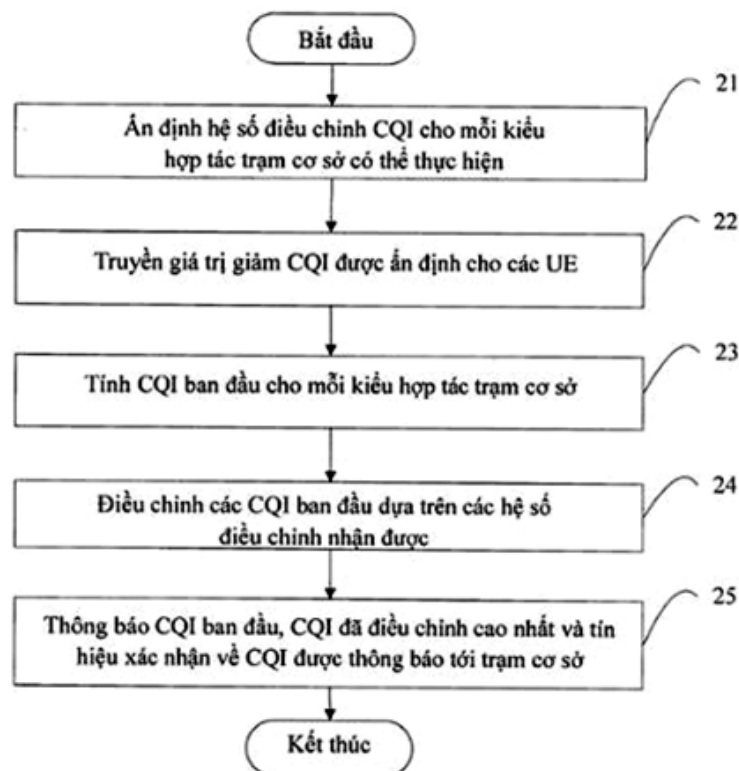 Bắt đầu
21
Ấn định hệ số điều chỉnh CQI cho mỗi kiểu
hợp tác trạm cơ sở có thể thực hiện
22
Truyền giá trị giảm CQI được ấn định cho các UE
23
Tính CQI ban đầu cho mỗi kiểu hợp tác trạm cơ sở
24
Điều chỉnh các CQI ban đầu dựa trên các hệ số
điều chỉnh nhận được
25
Thông báo CQI ban đầu, CQI đã điều chỉnh cao nhất và tín
hiệu xác nhận về CQI được thông báo tới trạm cơ sở
Kết thúc